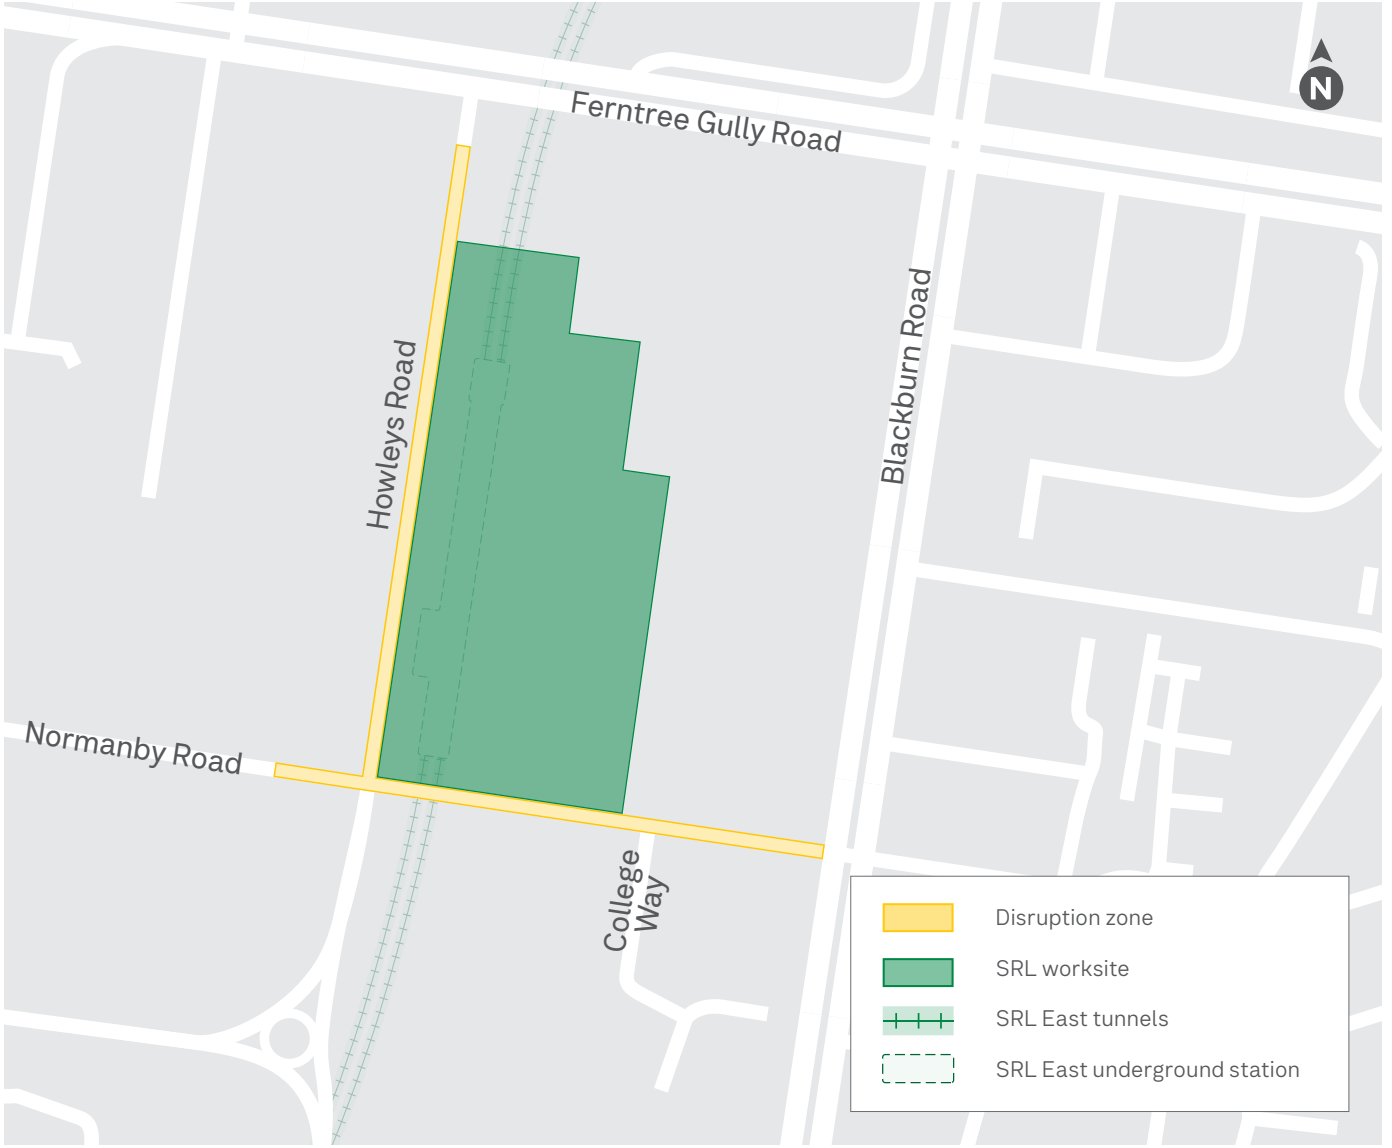 N
Ferntree Gully Road
Blackburn Road
Howleys Road
Normanby Road
College
Way
Disruption zone
SRL worksite
SRL East tunnels
SRL East underground station